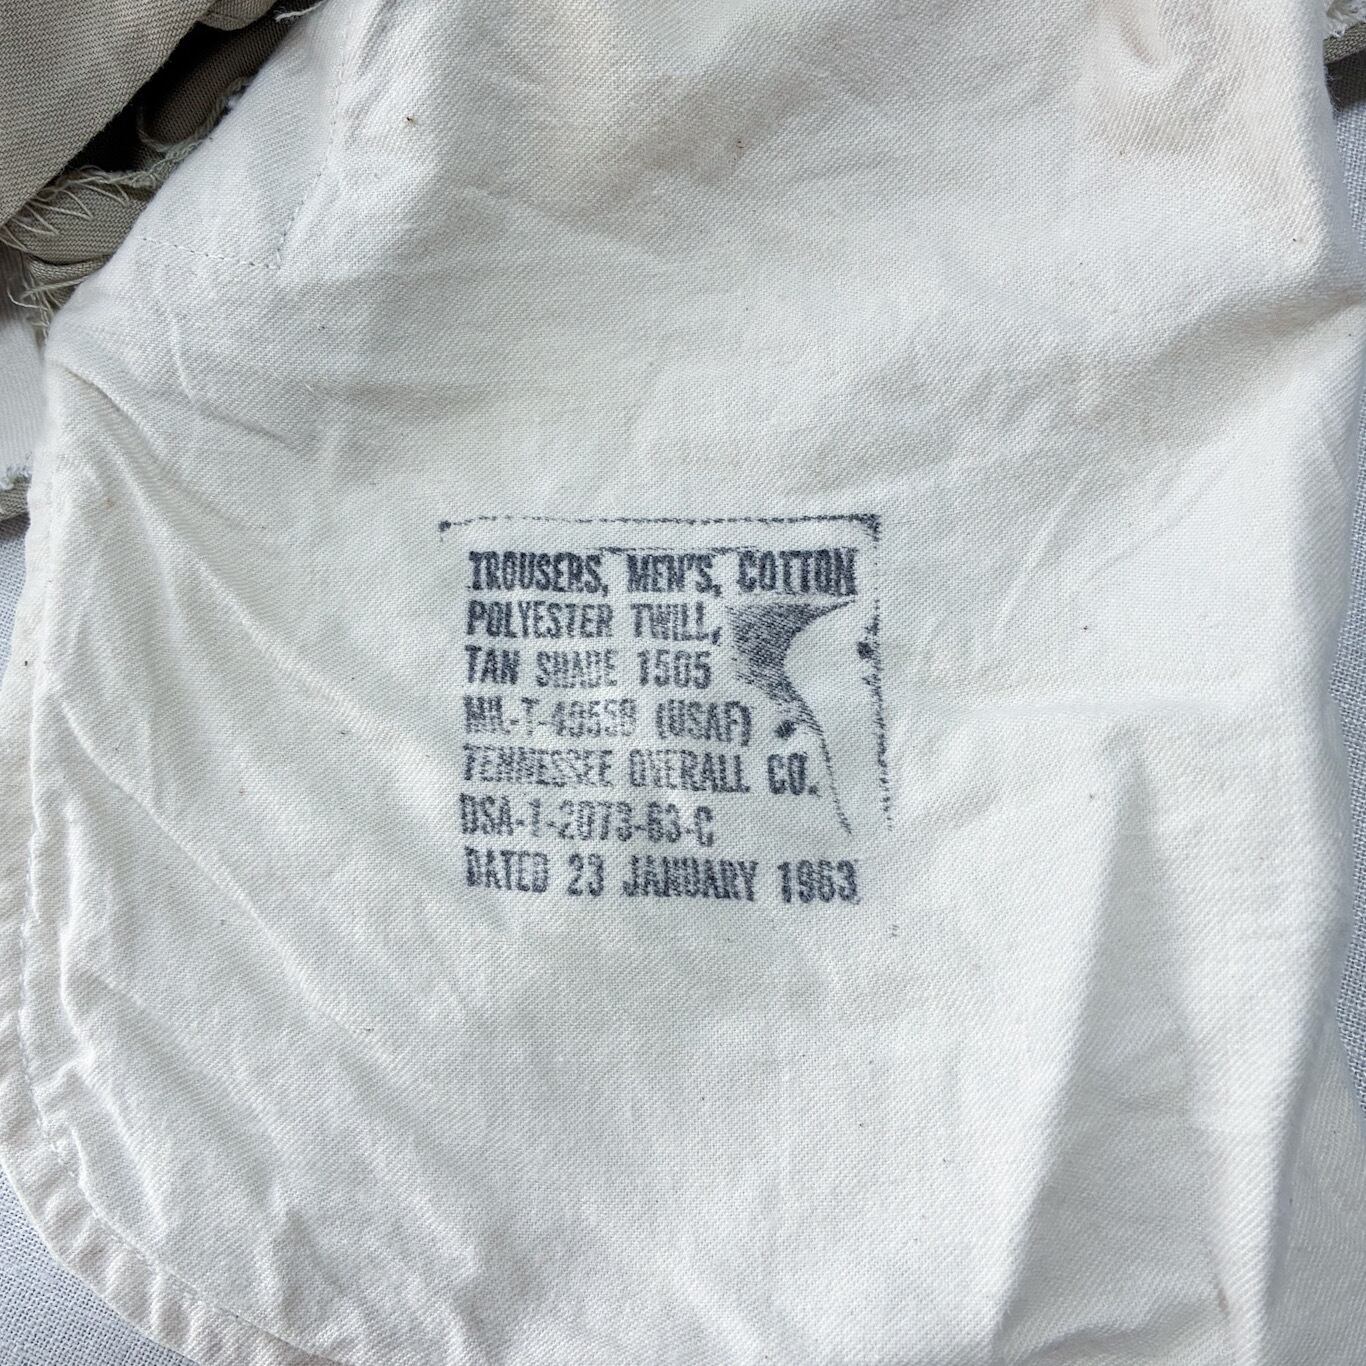 TROUSERS, MEN'S, COTTON
POLYESTER TWILL,
TAN SHADE 1505
MIL-T-40559 (USAF)
TENNESSEE OVERALL CO.
DSA-1-2073-63-C
DATED 23 JANUARY 1963